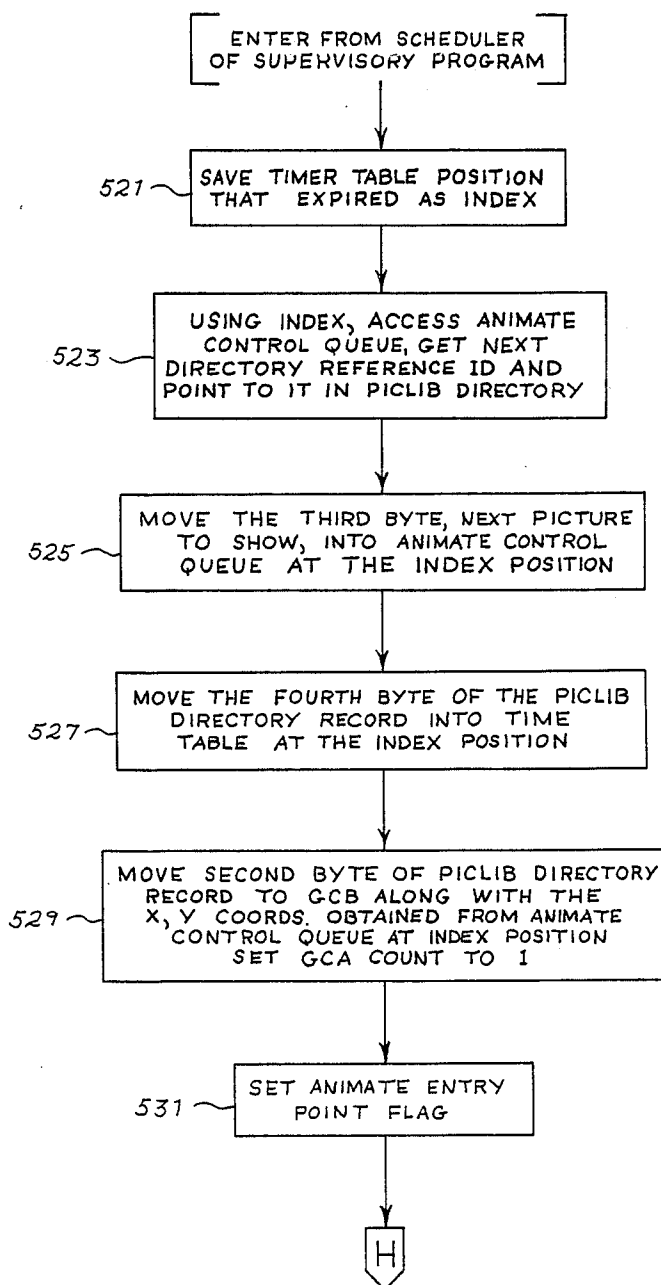 ENTER FROM SCHEDULER
OF SUPERVISORY PROGRAM
521
SAVE TIMER TABLE POSITION
THAT EXPIRED AS INDEX
523
USING INDEX, ACCESS ANIMATE
CONTROL QUEUE, GET NEXT
DIRECTORY REFERENCE ID AND
POINT TO IT IN PICLIB DIRECTORY
525
MOVE THE THIRD BYTE, NEXT PICTURE
TO SHOW, INTO ANIMATE CONTROL
QUEUE AT THE INDEX POSITION
527
MOVE THE FOURTH BYTE OF THE PICLIB
DIRECTORY RECORD INTO TIME
TABLE AT THE INDEX POSITION
529
MOVE SECOND BYTE OF PICLIB DIRECTORY
RECORD TO GCB ALONG WITH THE
X, Y COORDS. OBTAINED FROM ANIMATE
CONTROL QUEUE AT INDEX POSITION
SET GCA COUNT TO 1
531
SET ANIMATE ENTRY
POINT FLAG
H